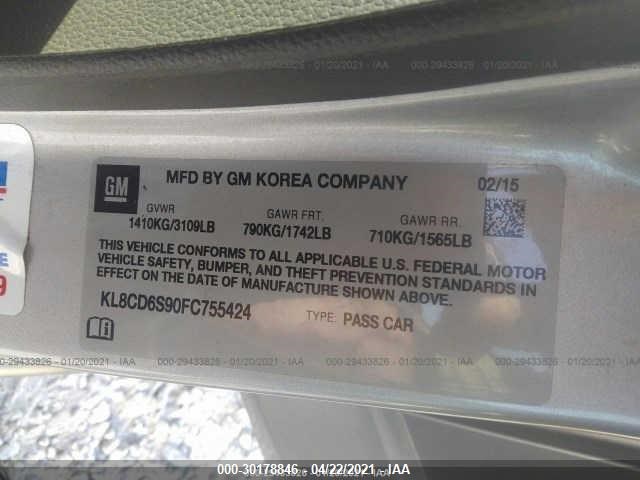 000-29433826 - 01/20/2021 - IAA
000-29433826 - 01/20/2021 - IAA
GM
MFD BY GM KOREA COMPANY
02/15
GVWR
1410KG/3109LB
GAWR FRT.
790KG/1742LB
GAWR RR.
710KG/1565LB
THIS VEHICLE CONFORMS TO ALL APPLICABLE U.S. FEDERAL MOTOR
VEHICLE SAFETY, BUMPER, AND THEFT PREVENTION STANDARDS IN
EFFECT ON THE DATE OF MANUFACTURE SHOWN ABOVE.
KL8CD6S90FC755424
TYPE: PASS CAR
E
9
000-29433826 - 01/20/2021 - IAA
000-29433826 - 01/20/2021 - IAA
000-29433826 - 01/20/2021 - IAA
000-30178846 - 04/22/2021 - IAA